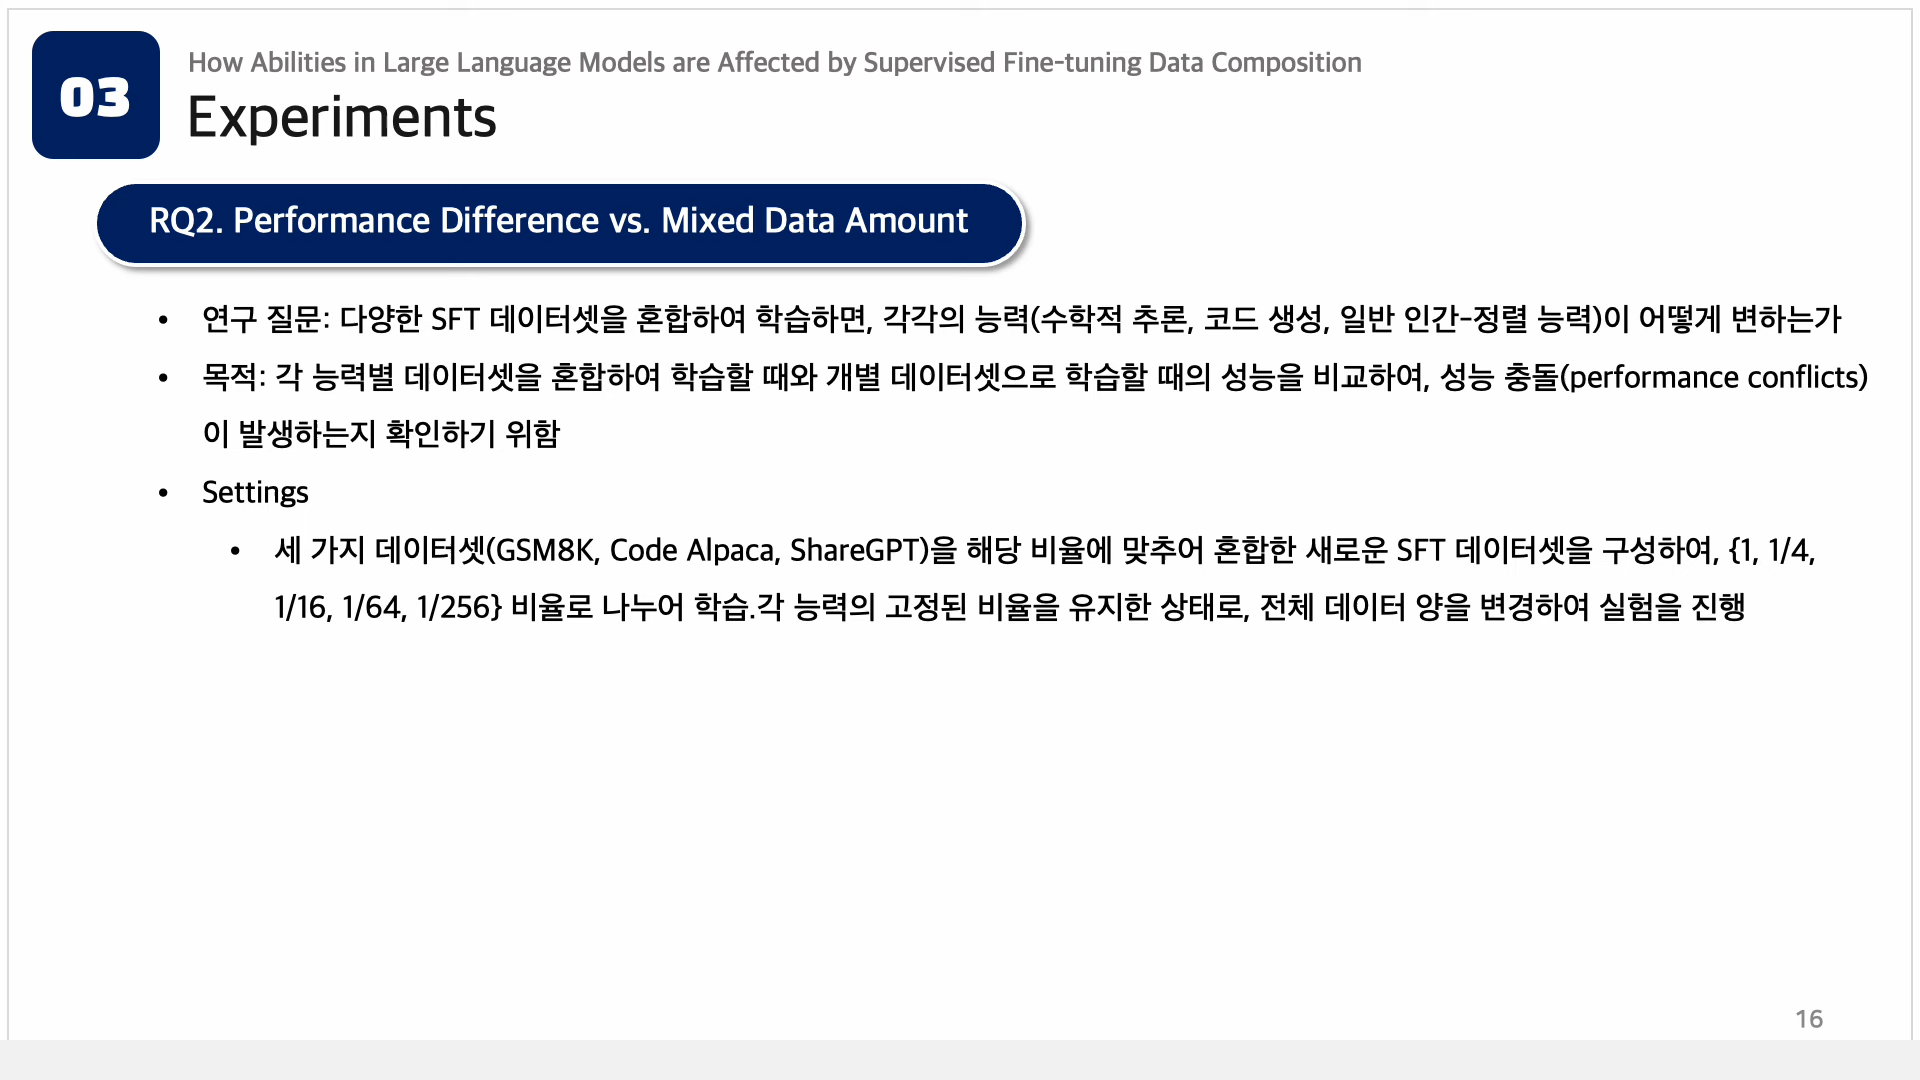 03
How Abilities in Large Language Models are Affected by Supervised Fine-tuning Data Composition
Experiments
RQ2. Performance Difference vs. Mixed Data Amount
• 연구 질문: 다양한 SFT 데이터셋을 혼합하여 학습하면, 각각의 능력(수학적 추론, 코드 생성, 일반 인간-정렬 능력)이 어떻게 변하는가
• 목적: 각 능력별 데이터셋을 혼합하여 학습할 때와 개별 데이터셋으로 학습할 때의 성능을 비교하여, 성능 충돌(performance conflicts)
이 발생하는지 확인하기 위함
• Settings
• 세 가지 데이터셋(GSM8K, Code Alpaca, ShareGPT)을 해당 비율에 맞추어 혼합한 새로운 SFT 데이터셋을 구성하여, {1, 1/4,
1/16, 1/64, 1/256} 비율로 나누어 학습.각 능력의 고정된 비율을 유지한 상태로, 전체 데이터 양을 변경하여 실험을 진행
16